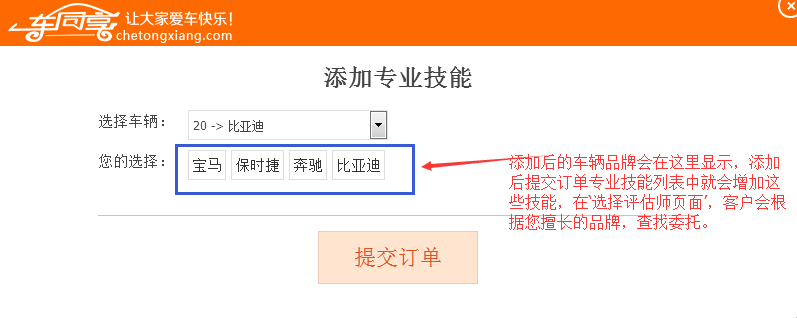 车同享 让大家爱车快乐！
chetongxiang.com
×
添加专业技能
选择车辆： 20 -> 比亚迪
您的选择： 宝马 保时捷 奔驰 比亚迪
添加后的车辆品牌会在这里显示，添加
后提交订单专业技能列表中就会增加这
些技能，在‘选择评估师页面’，客户会根
据您擅长的品牌，查找委托。
提交订单